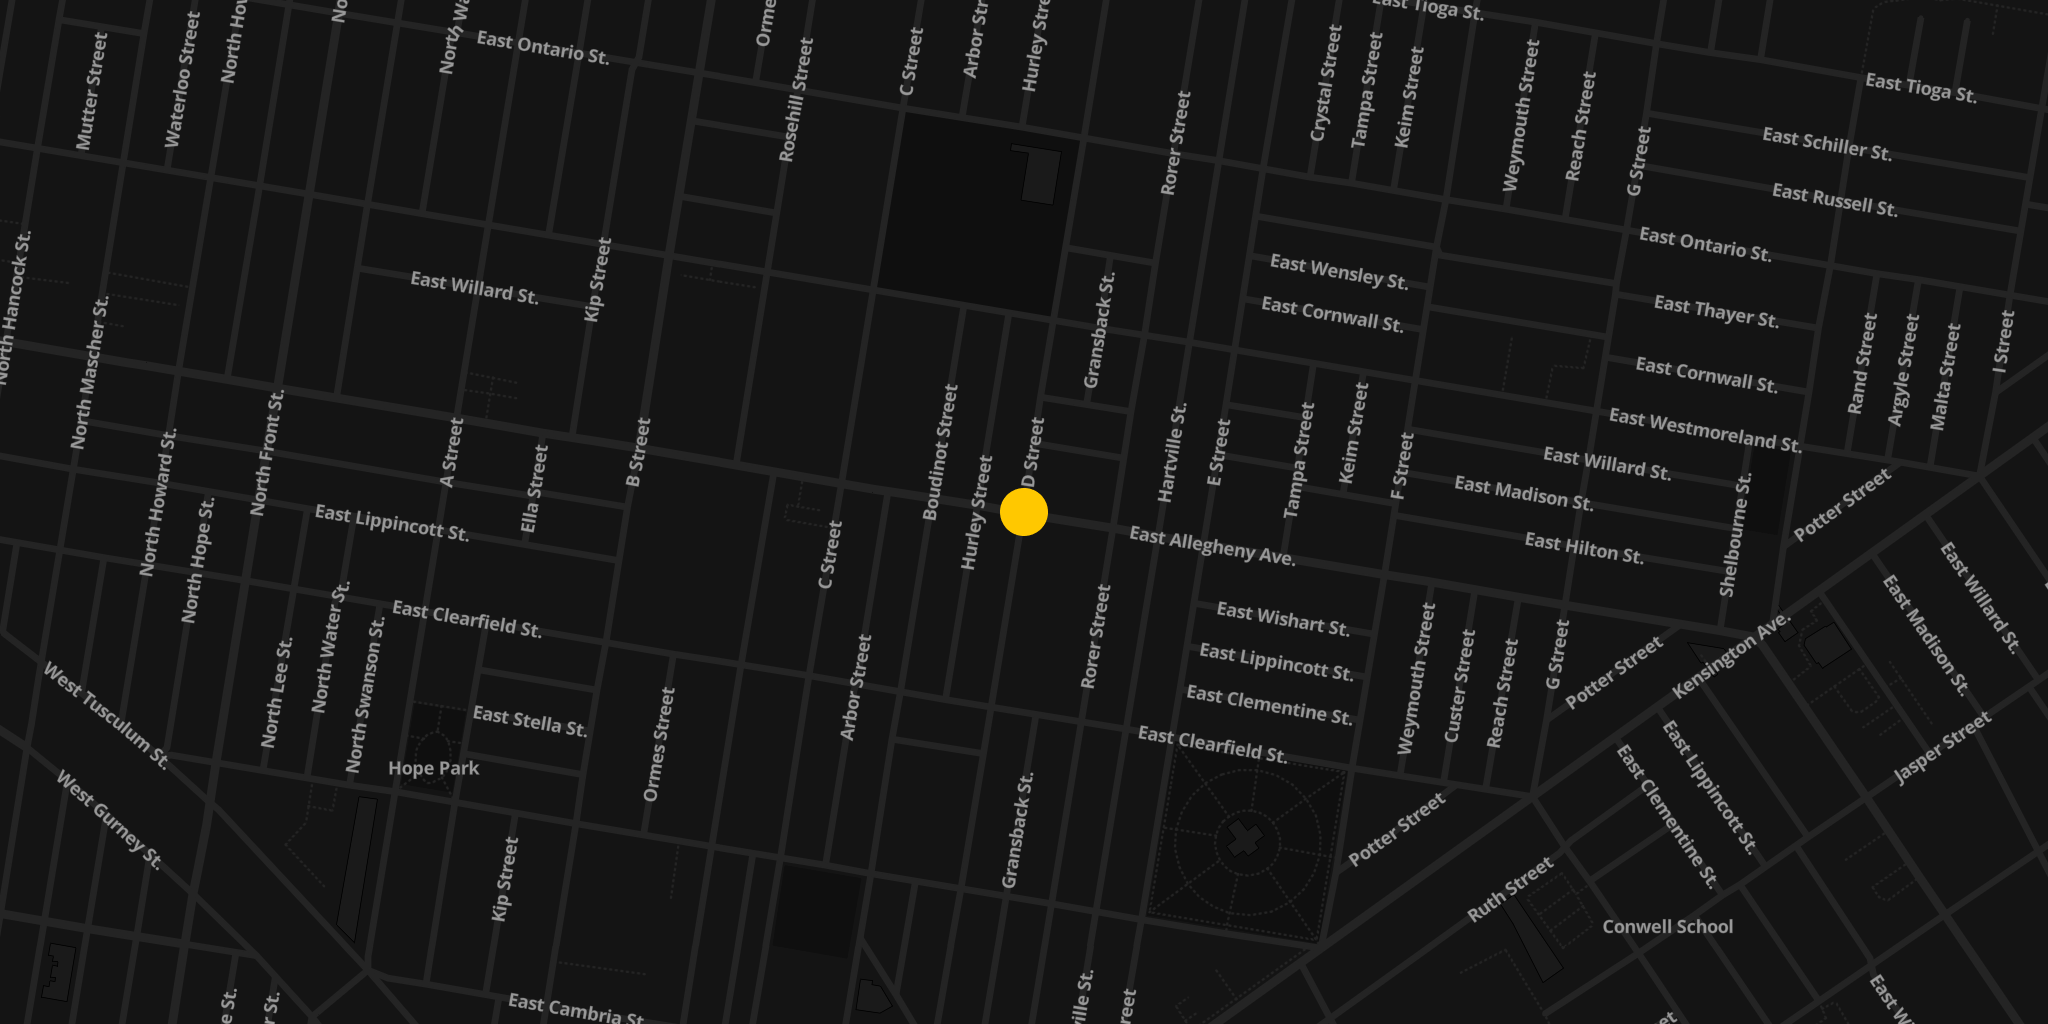 East Tioga St.
East Ontario St.
Mutter Street
Waterloo Street
Rosehill Street
C Street
Crystal Street
Tampa Street
Keim Street
Weymouth Street
Reach Street
G Street
East Tioga St.
East Schiller St.
East Russell St.
Rorer Street
East Ontario St.
North Hancock St.
North Mascher St.
East Willard St.
Kip Street
Gransback St.
East Wensley St.
East Cornwall St.
East Thayer St.
East Cornwall St.
Rand Street
Argyle Street
Malta Street
I Street
North Howard St.
North Front St.
A Street
Ella Street
B Street
Boudinot Street
Hurley Street
D Street
Hartville St.
E Street
Tampa Street
Keim Street
F Street
East Westmoreland St.
East Willard St.
East Madison St.
East Hilton St.
Shelbourne St.
Potter Street
North Hope St.
East Lippincott St.
C Street
East Allegheny Ave.
East Willard St.
East Madison St.
North Lee St.
North Water St.
North Swanson St.
East Clearfield St.
Arbor Street
Rorer Street
East Wishart St.
East Lippincott St.
East Clementine St.
Weymouth Street
Custer Street
Reach Street
G Street
Potter Street
Kensington Ave.
West Tusculum St.
East Stella St.
Ormes Street
East Clearfield St.
Jasper Street
Hope Park
West Gurney St.
Kip Street
Gransback St.
Potter Street
East Clementine St.
East Lippincott St.
Ruth Street
Conwell School
East Cambria St.